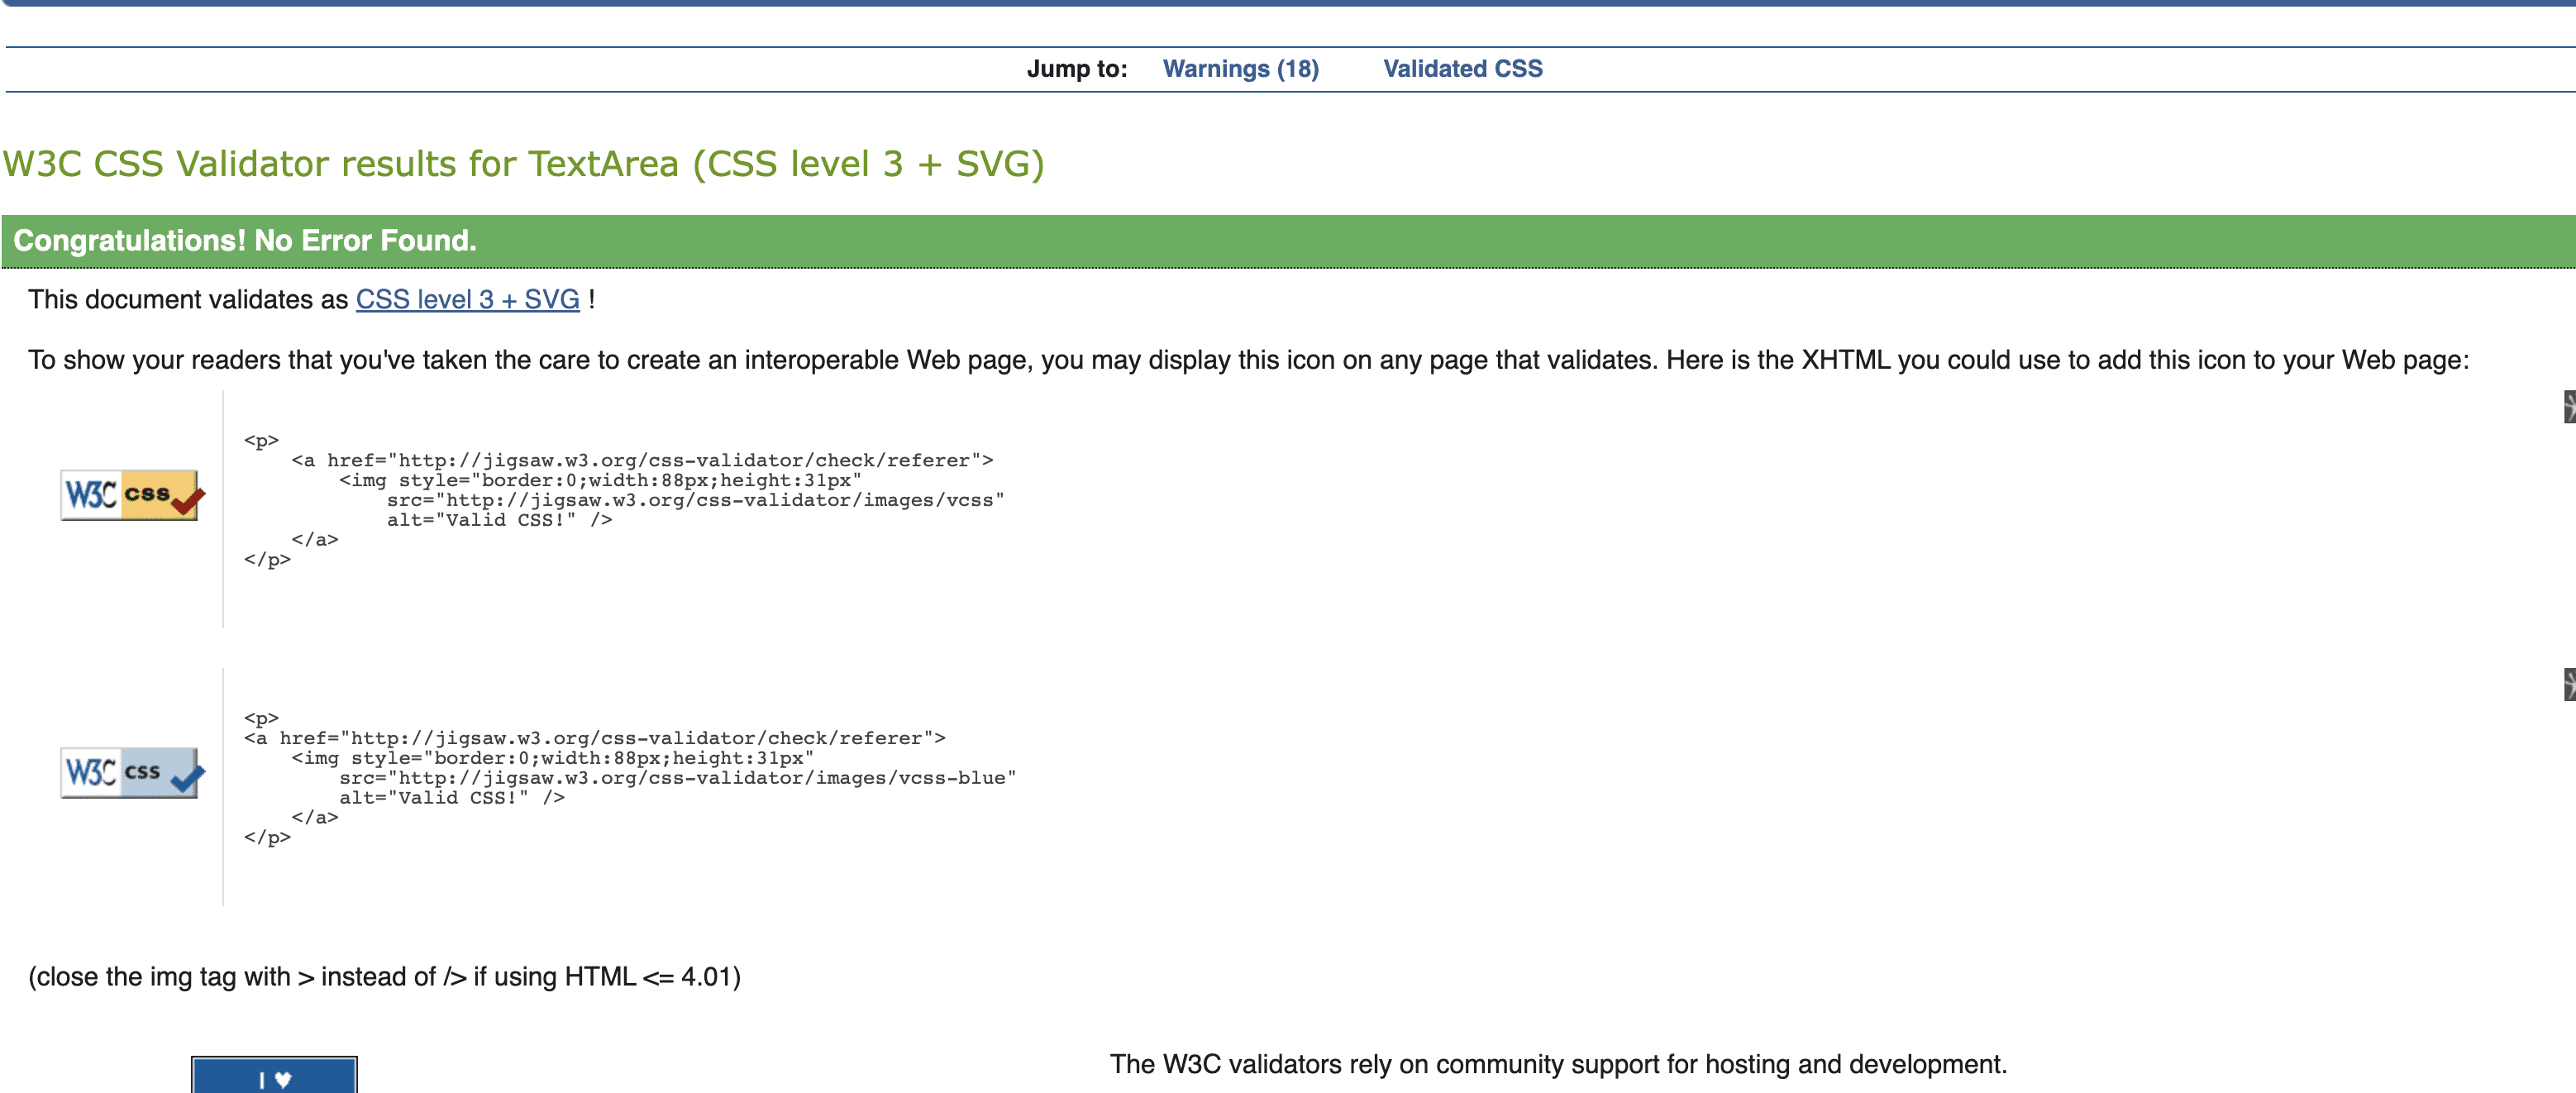 Jump to: Warnings (18) Validated CSS
W3C CSS Validator results for TextArea (CSS level 3 + SVG)
Congratulations! No Error Found.
This document validates as CSS level 3 + SVG !
To show your readers that you've taken the care to create an interoperable Web page, you may display this icon on any page that validates. Here is the XHTML you could use to add this icon to your Web page:
<p>
<a href="http://jigsaw.w3.org/css-validator/check/referer">
<img style="border:0;width:88px;height:31px"
W3C css
src="http://jigsaw.w3.org/css-validator/images/vcss"
alt="Valid CSS!" />
</a>
</p>
<p>
<a href="http://jigsaw.w3.org/css-validator/check/referer">
<img style="border:0;width:88px;height:31px"
W3C css
src="http://jigsaw.w3.org/css-validator/images/vcss-blue"
alt="Valid CSS!" />
</a>
</p>
(close the img tag with > instead of /> if using HTML <= 4.01)
The W3C validators rely on community support for hosting and development.
I ♥